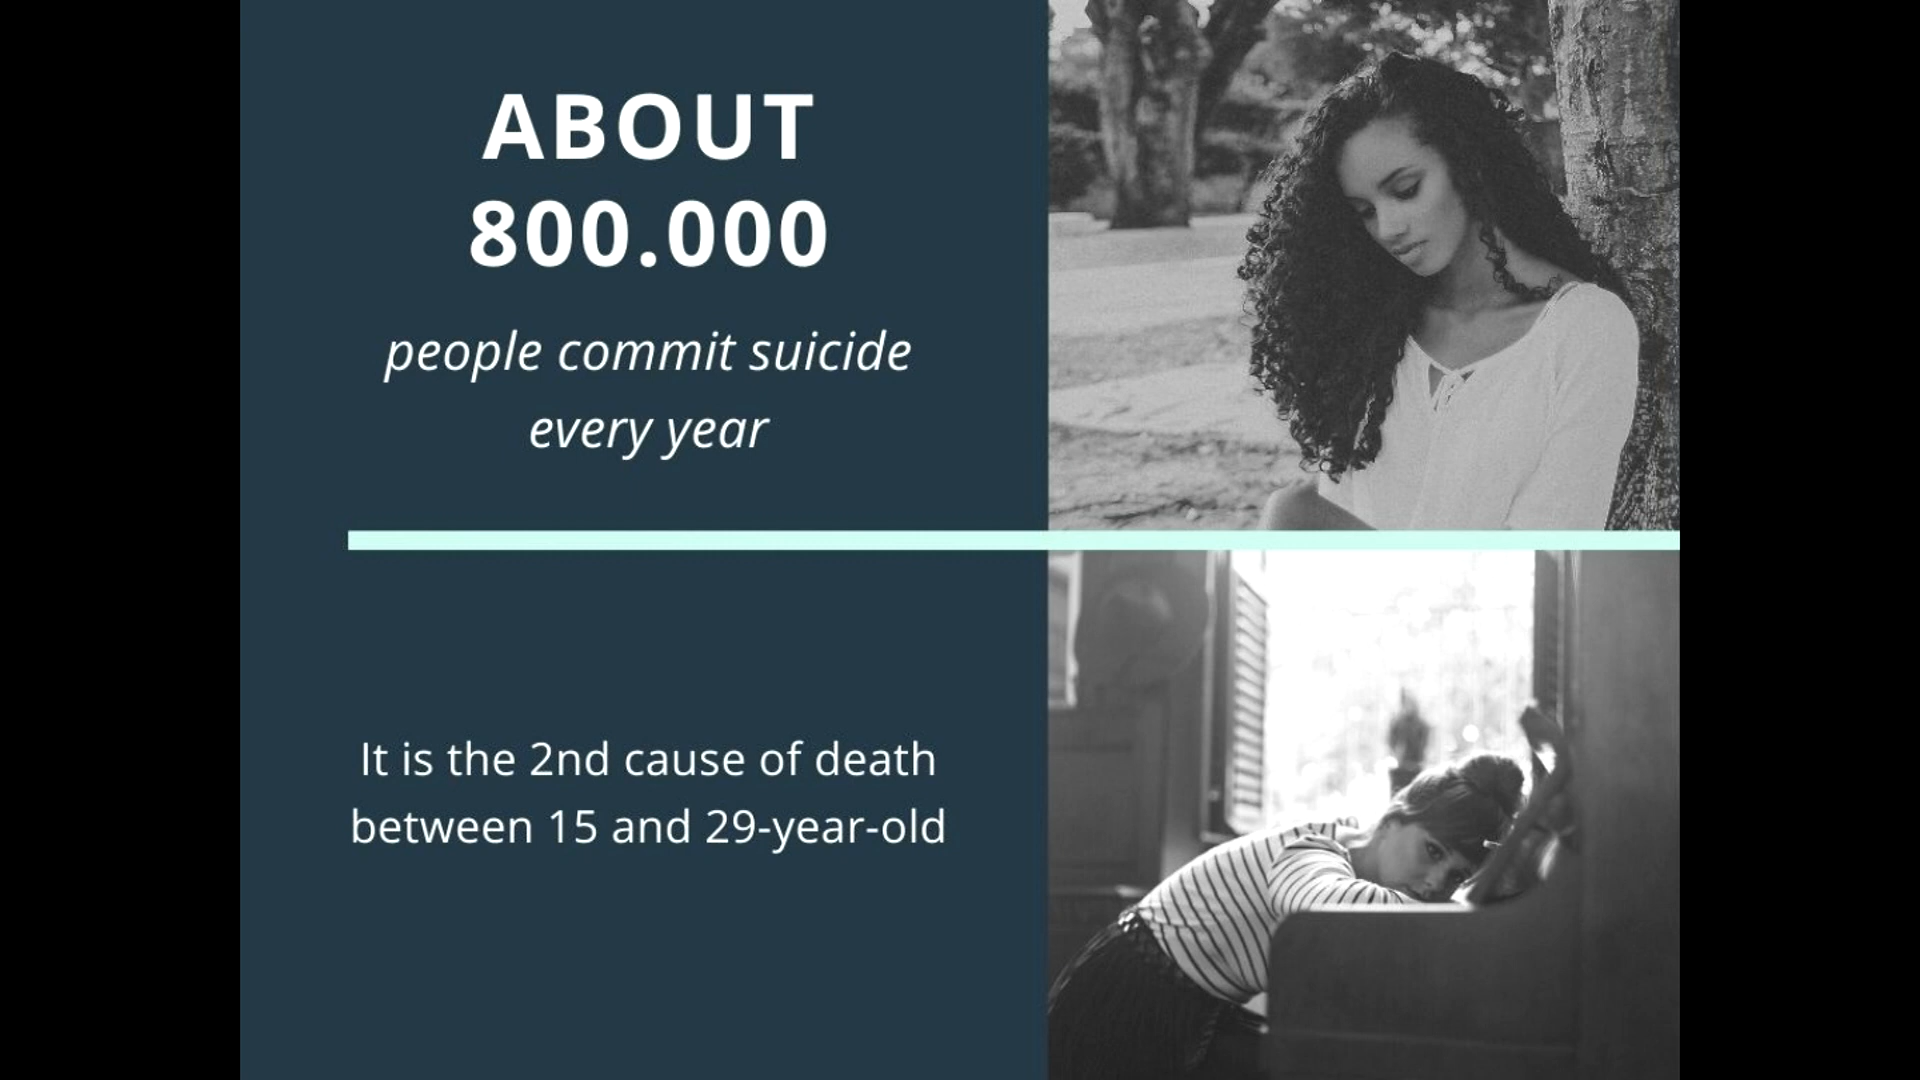 ABOUT
800.000
people commit suicide
every year
It is the 2nd cause of death
between 15 and 29-year-old